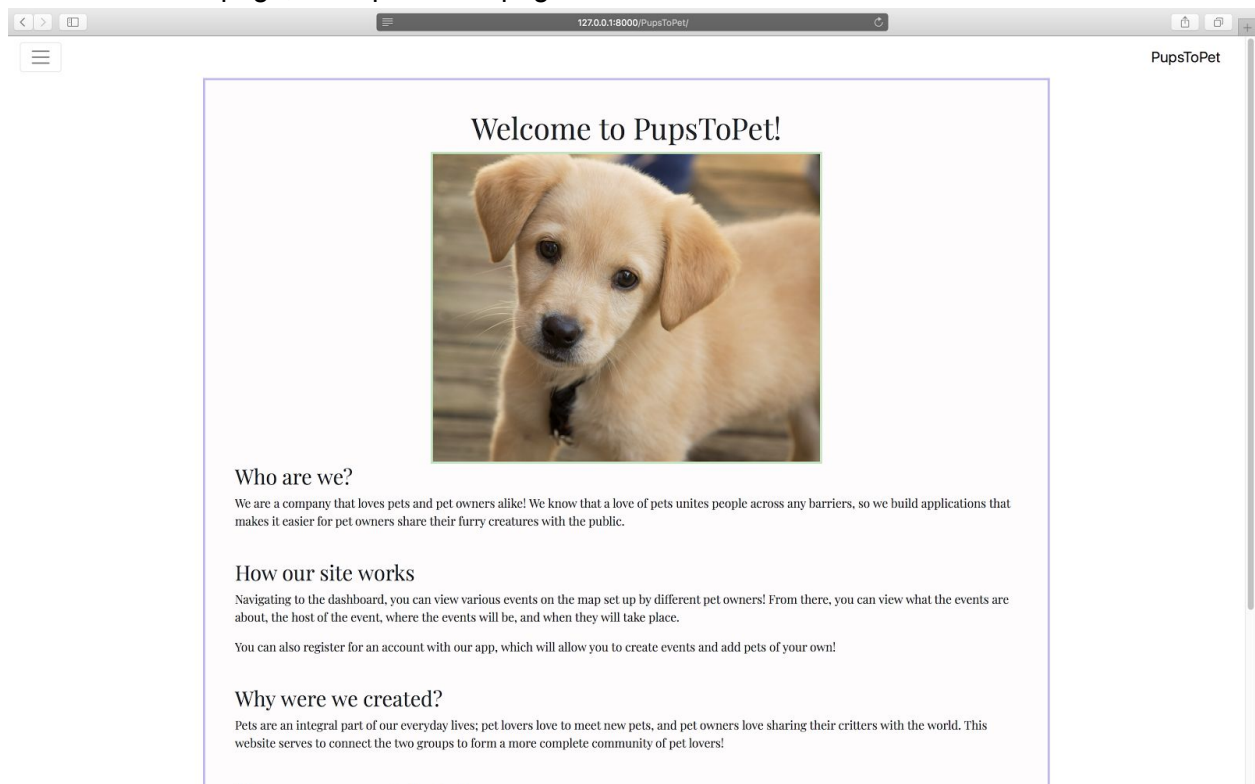 127.0.0.1:8000/PupsToPet/
PupsToPet
Welcome to PupsToPet!
Who are we?
We are a company that loves pets and pet owners alike! We know that a love of pets unites people across any barriers, so we build applications that
makes it easier for pet owners share their furry creatures with the public.
How our site works
Navigating to the dashboard, you can view various events on the map set up by different pet owners! From there, you can view what the events are
about, the host of the event, where the events will be, and when they will take place.
You can also register for an account with our app, which will allow you to create events and add pets of your own!
Why were we created?
Pets are an integral part of our everyday lives; pet lovers love to meet new pets, and pet owners love sharing their critters with the world. This
website serves to connect the two groups to form a more complete community of pet lovers!